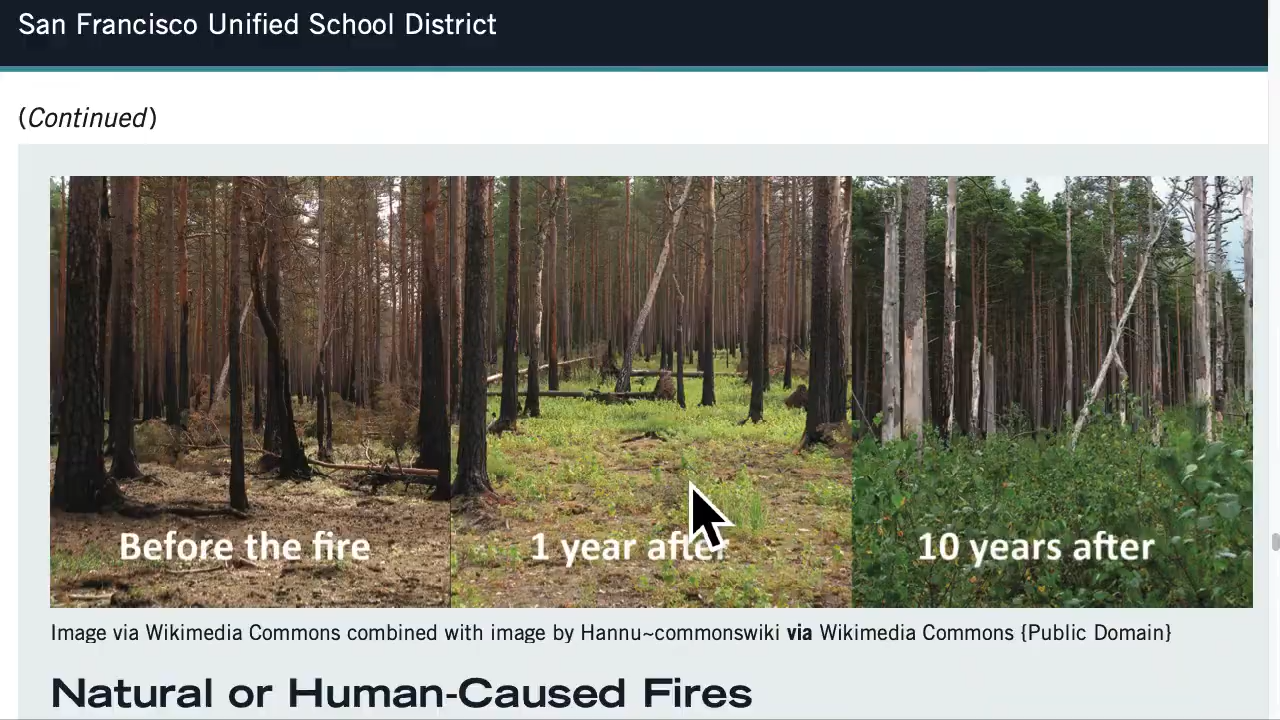 San Francisco Unified School District
(Continued)
Before the fire
1 year after
10 years after
Image via Wikimedia Commons combined with image by Hannu~commonswiki via Wikimedia Commons {Public Domain}
Natural or Human-Caused Fires